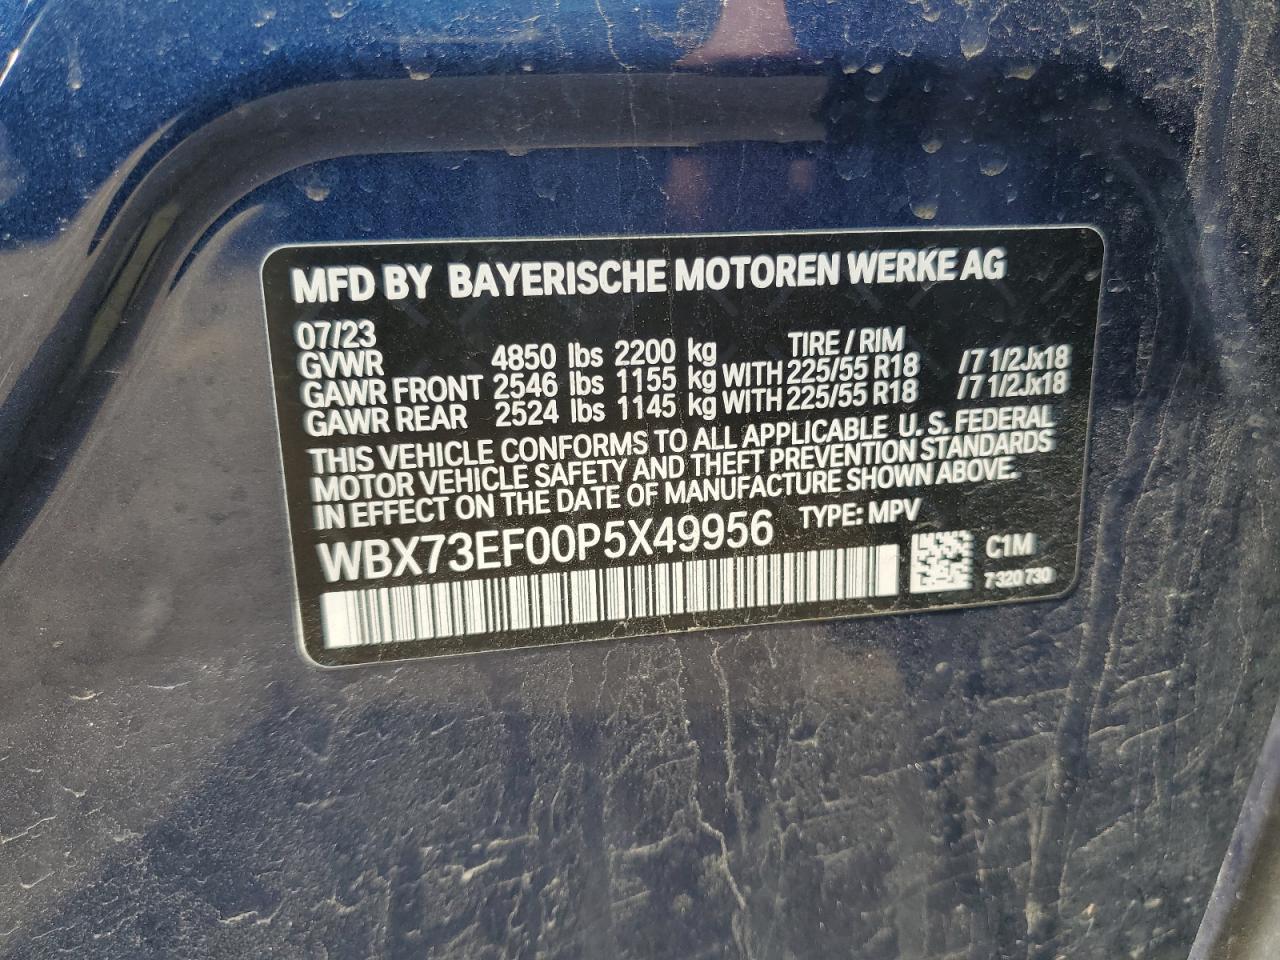 MFD BY BAYERISCHE MOTOREN WERKE AG
07/23 TIRE / RIM
GVWR 4850 lbs 2200 kg
GAWR FRONT 2546 lbs 1155 kg WITH 225/55 R18 /7 1/2Jx18
GAWR REAR 2524 lbs 1145 kg WITH 225/55 R18 /7 1/2Jx18
THIS VEHICLE CONFORMS TO ALL APPLICABLE U. S. FEDERAL
MOTOR VEHICLE SAFETY AND THEFT PREVENTION STANDARDS
IN EFFECT ON THE DATE OF MANUFACTURE SHOWN ABOVE.
WBX73EF00P5X49956 TYPE: MPV
C1M
7 320 730